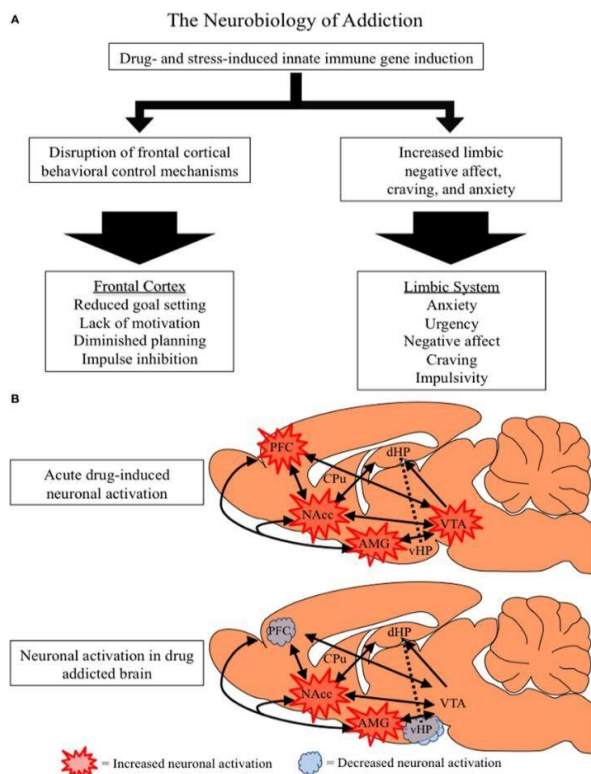 A
The Neurobiology of Addiction
Drug- and stress-induced innate immune gene induction
Disruption of frontal cortical
behavioral control mechanisms
Increased limbic
negative affect,
craving, and anxiety
Frontal Cortex
Reduced goal setting
Lack of motivation
Diminished planning
Impulse inhibition
Limbic System
Anxiety
Urgency
Negative affect
Craving
Impulsivity
B
Acute drug-induced
neuronal activation
PFC
dHP
CPu
NAcc
VTA
AMG
vHP
Neuronal activation in drug
addicted brain
PFC
dHP
CPu
NAcc
VTA
AMG
vHP
= Increased neuronal activation
= Decreased neuronal activation